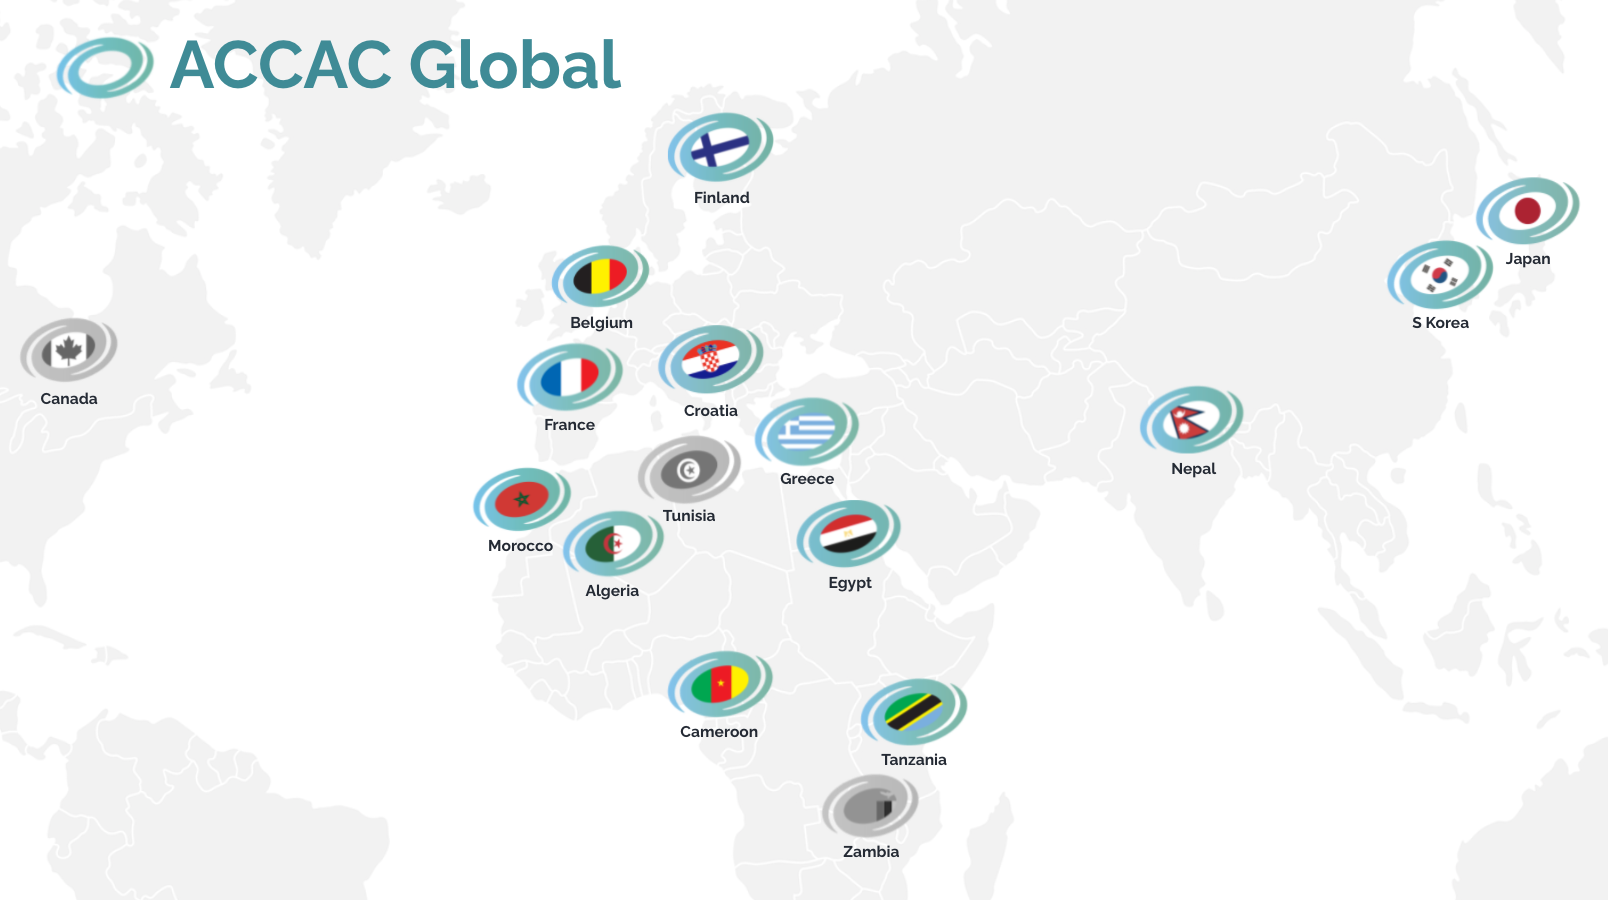 ACCAC Global
Finland
Japan
Belgium
S Korea
Canada
Croatia
France
Nepal
Greece
Tunisia
Morocco
Egypt
Algeria
Cameroon
Tanzania
Zambia